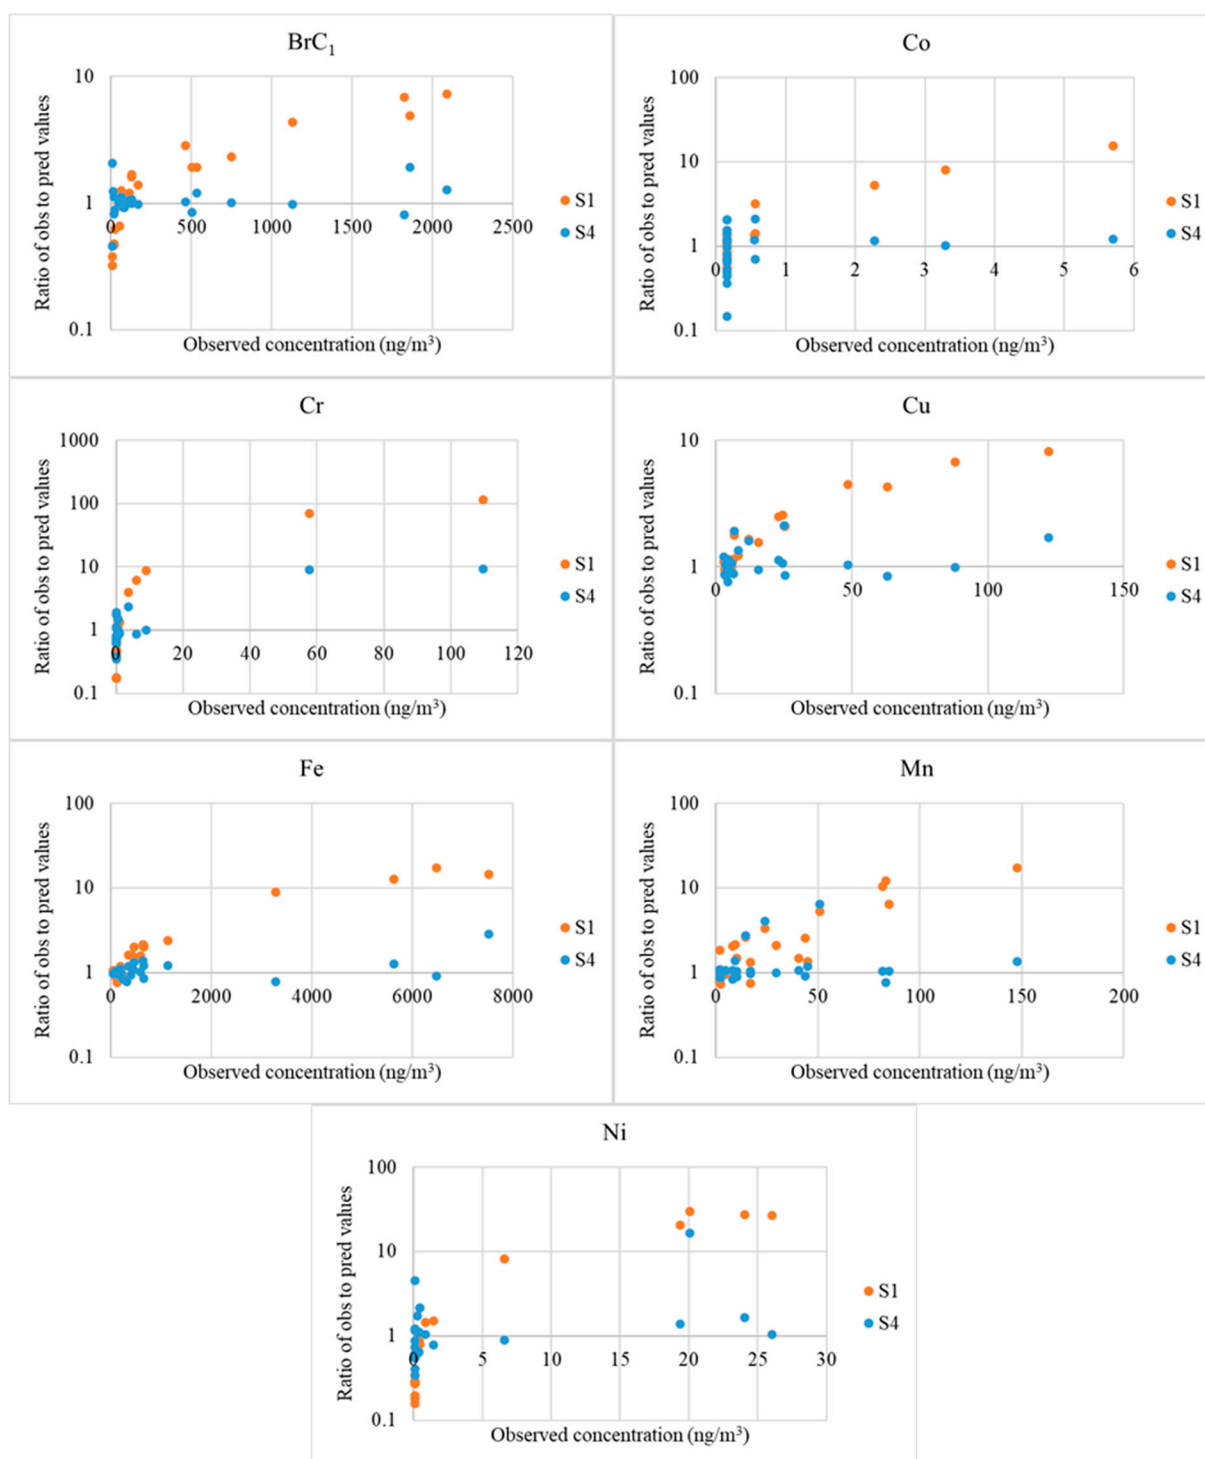 BrC1
Ratio of obs to pred values
10
1
0.1
0 500 1000 1500 2000 2500
Observed concentration (ng/m³)
S1
S4
Co
Ratio of obs to pred values
100
10
1
0.1
0 1 2 3 4 5 6
Observed concentration (ng/m³)
S1
S4
Cr
Ratio of obs to pred values
1000
100
10
1
0.1
0 20 40 60 80 100 120
Observed concentration (ng/m³)
S1
S4
Cu
Ratio of obs to pred values
10
1
0.1
0 50 100 150
Observed concentration (ng/m³)
S1
S4
Fe
Ratio of obs to pred values
100
10
1
0.1
0 2000 4000 6000 8000
Observed concentration (ng/m³)
S1
S4
Mn
Ratio of obs to pred values
100
10
1
0.1
0 50 100 150 200
Observed concentration (ng/m³)
S1
S4
Ni
Ratio of obs to pred values
100
10
1
0.1
0 5 10 15 20 25 30
Observed concentration (ng/m³)
S1
S4